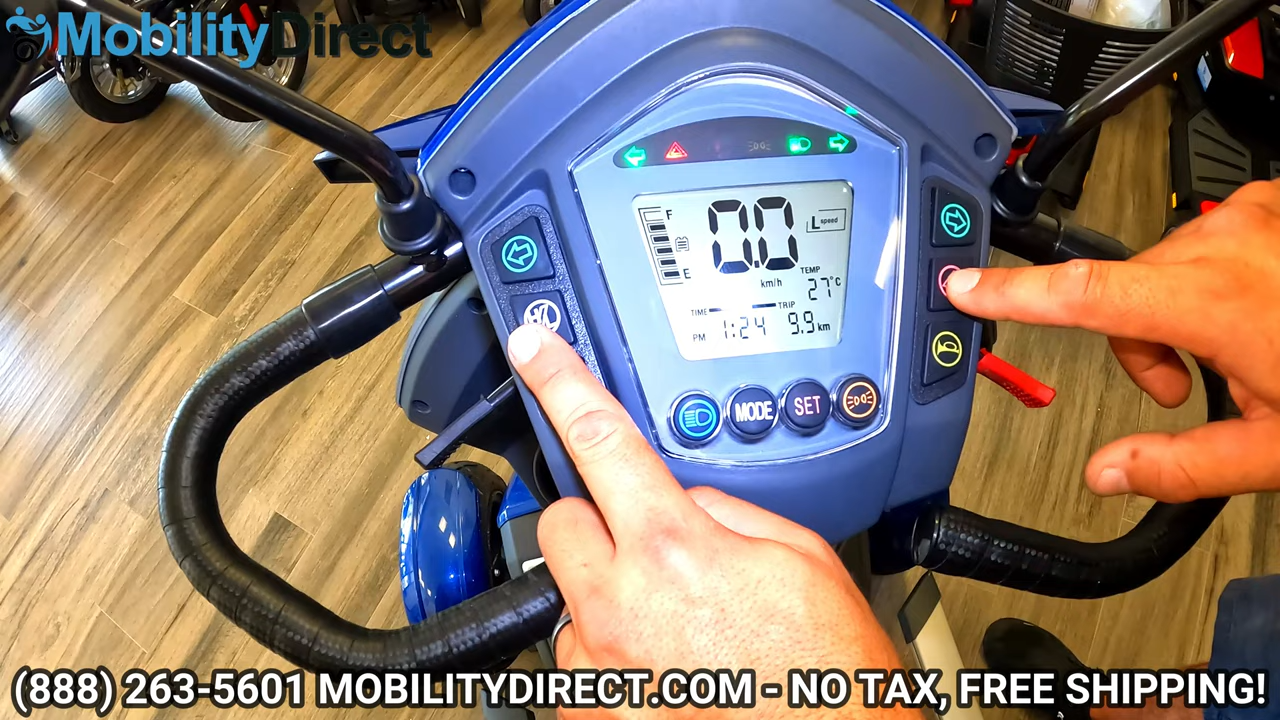 MobilityDirect
F
E
0.0
L speed
km/h
TEMP
27°C
TIME
TRIP
PM 1:24 9.9 km
MODE SET
(888) 263-5601 MOBILITYDIRECT.COM - NO TAX, FREE SHIPPING!